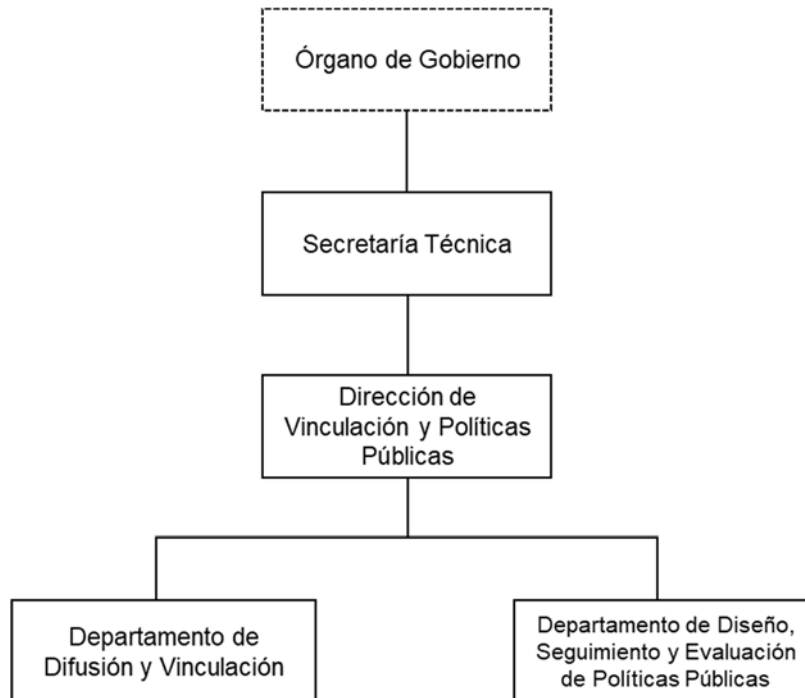 Órgano de Gobierno
Secretaría Técnica
Dirección de
Vinculación y Políticas
Públicas
Departamento de
Difusión y Vinculación
Departamento de Diseño,
Seguimiento y Evaluación
de Políticas Públicas